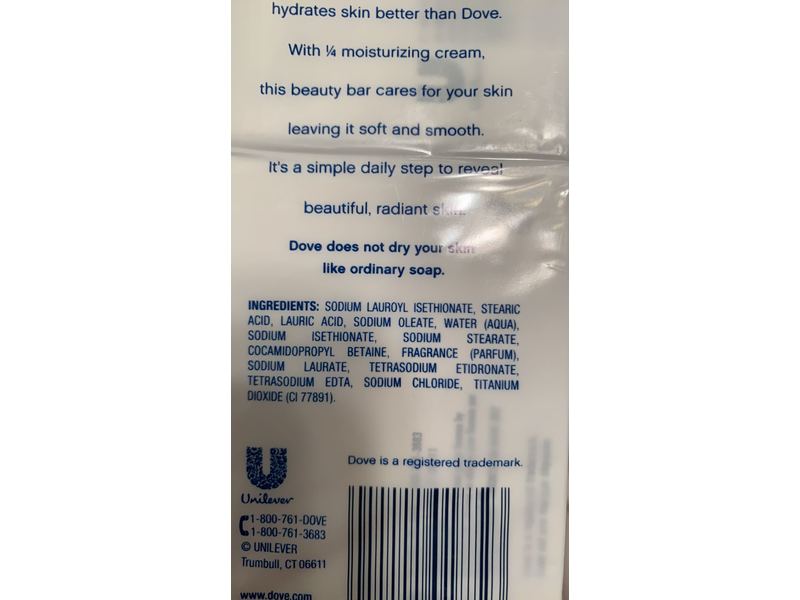 hydrates skin better than Dove.
With ¼ moisturizing cream,
this beauty bar cares for your skin
leaving it soft and smooth.
It's a simple daily step to reveal
beautiful, radiant skin.
Dove does not dry your skin
like ordinary soap.
INGREDIENTS: SODIUM LAUROYL ISETHIONATE, STEARIC
ACID, LAURIC ACID, SODIUM OLEATE, WATER (AQUA),
SODIUM ISETHIONATE, SODIUM STEARATE,
COCAMIDOPROPYL BETAINE, FRAGRANCE (PARFUM),
SODIUM LAURATE, TETRASODIUM ETIDRONATE,
TETRASODIUM EDTA, SODIUM CHLORIDE, TITANIUM
DIOXIDE (CI 77891).
Dove is a registered trademark.
Unilever
1-800-761-DOVE
1-800-761-3683
© UNILEVER
Trumbull, CT 06611
www.dove.com